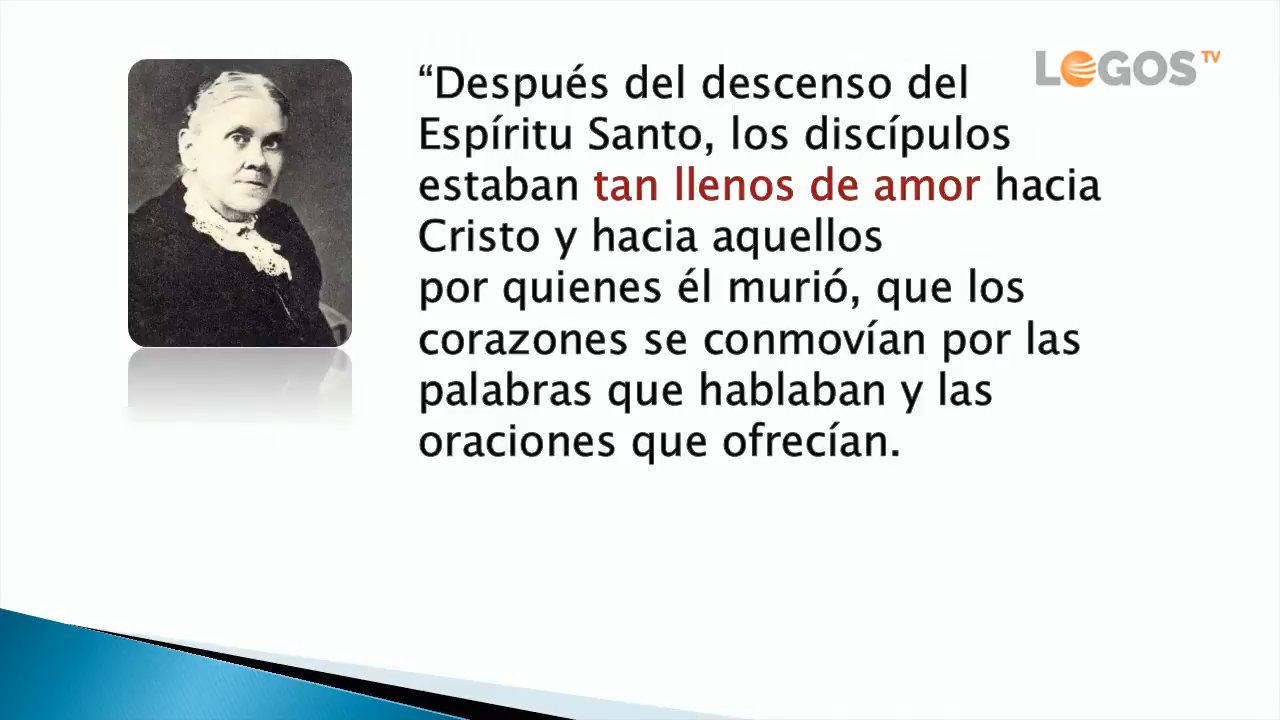 LOGOS TV
“Después del descenso del
Espíritu Santo, los discípulos
estaban tan llenos de amor hacia
Cristo y hacia aquellos
por quienes él murió, que los
corazones se conmovían por las
palabras que hablaban y las
oraciones que ofrecían.